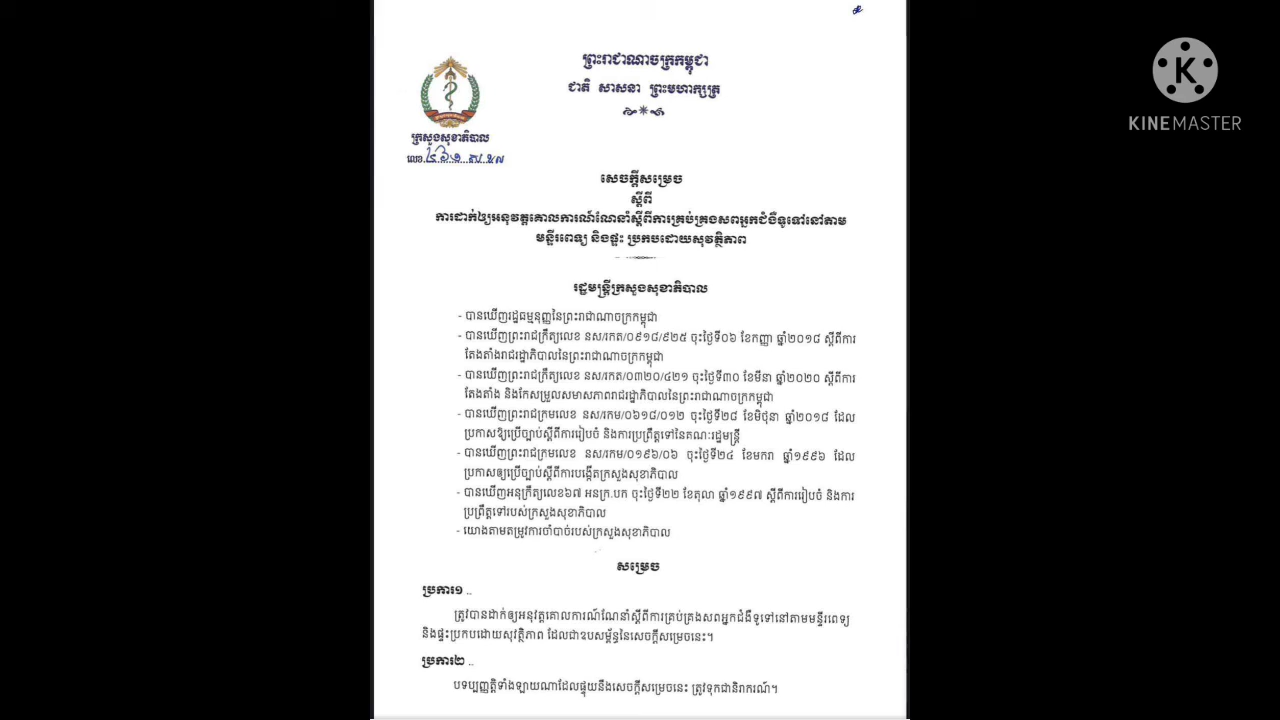 ព្រះរាជាណាចក្រកម្ពុជា
ជាតិ សាសនា ព្រះមហាក្សត្រ
ក្រសួងសុខាភិបាល
លេខ
សេចក្តីសម្រេច
ស្តីពី
ការដាក់ឲ្យអនុវត្តគោលការណ៍ណែនាំស្តីពីការគ្រប់គ្រងសពអ្នកជំងឺទូទៅនៅតាម
មន្ទីរពេទ្យ និងផ្ទះ ប្រកបដោយសុវត្ថិភាព
រដ្ឋមន្ត្រីក្រសួងសុខាភិបាល
- បានឃើញរដ្ឋធម្មនុញ្ញនៃព្រះរាជាណាចក្រកម្ពុជា
- បានឃើញព្រះរាជក្រឹត្យលេខ នស/រកត/០៩១៨/៩២៥ ចុះថ្ងៃទី០៦ ខែកញ្ញា ឆ្នាំ២០១៨ ស្តីពីការ
តែងតាំងរាជរដ្ឋាភិបាលនៃព្រះរាជាណាចក្រកម្ពុជា
- បានឃើញព្រះរាជក្រឹត្យលេខ នស/រកត/០៣២០/៤២១ ចុះថ្ងៃទី៣០ ខែមីនា ឆ្នាំ២០២០ ស្តីពីការ
តែងតាំង និងកែសម្រួលសមាសភាពរាជរដ្ឋាភិបាលនៃព្រះរាជាណាចក្រកម្ពុជា
- បានឃើញព្រះរាជក្រមលេខ នស/រកម/០៦១៨/០១២ ចុះថ្ងៃទី២៨ ខែមិថុនា ឆ្នាំ២០១៨ ដែល
ប្រកាសឱ្យប្រើច្បាប់ស្តីពីការរៀបចំ និងការប្រព្រឹត្តទៅនៃគណៈរដ្ឋមន្ត្រី
- បានឃើញព្រះរាជក្រមលេខ នស/រកម/០១៩៦/០៦ ចុះថ្ងៃទី២៤ ខែមករា ឆ្នាំ១៩៩៦ ដែល
ប្រកាសឲ្យប្រើច្បាប់ស្តីពីការបង្កើតក្រសួងសុខាភិបាល
- បានឃើញអនុក្រឹត្យលេខ៦៧ អនក្រ.បក ចុះថ្ងៃទី២២ ខែតុលា ឆ្នាំ១៩៩៧ ស្តីពីការរៀបចំ និងការ
ប្រព្រឹត្តទៅរបស់ក្រសួងសុខាភិបាល
- យោងតាមតម្រូវការចាំបាច់របស់ក្រសួងសុខាភិបាល
សម្រេច
ប្រការ១ ..
ត្រូវបានដាក់ឲ្យអនុវត្តគោលការណ៍ណែនាំស្តីពីការគ្រប់គ្រងសពអ្នកជំងឺទូទៅនៅតាមមន្ទីរពេទ្យ
និងផ្ទះប្រកបដោយសុវត្ថិភាព ដែលជាឧបសម្ព័ន្ធនៃសេចក្តីសម្រេចនេះ។
ប្រការ២ ..
បទប្បញ្ញត្តិទាំងឡាយណាដែលផ្ទុយនឹងសេចក្តីសម្រេចនេះ ត្រូវទុកជានិរាករណ៍។
K
KINEMASTER